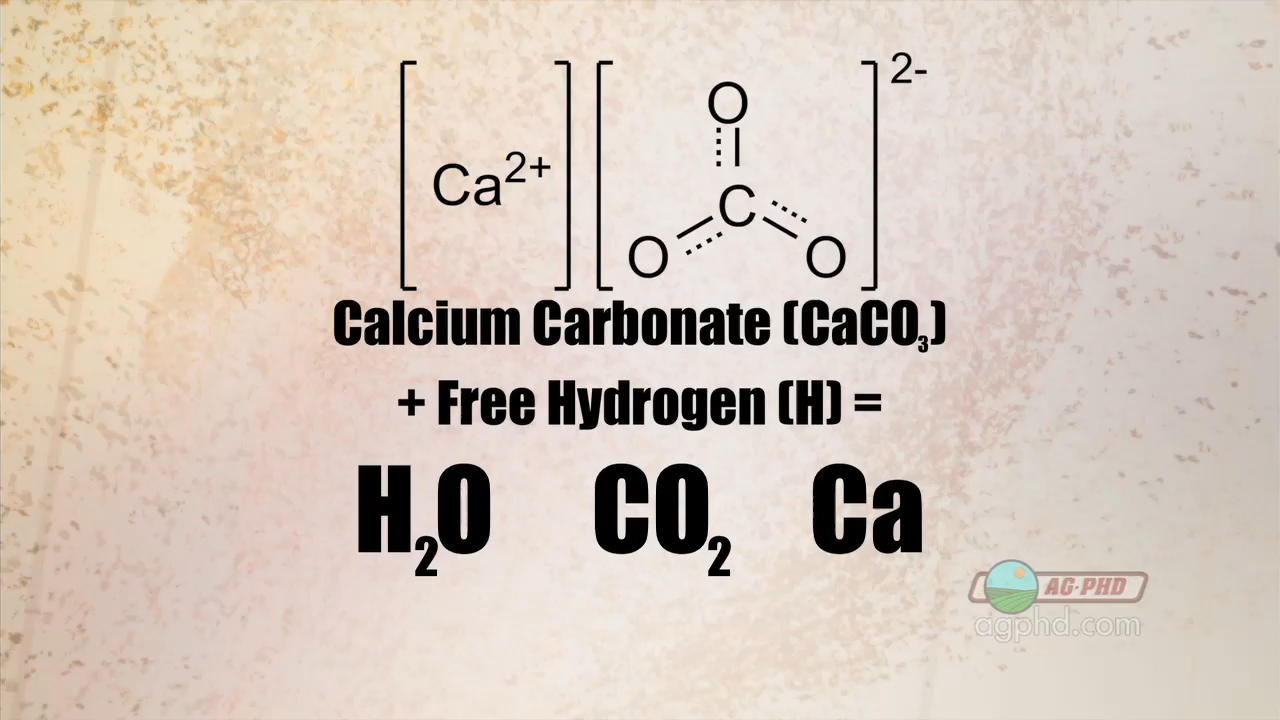 Ca2+ O C O O 2-
Calcium Carbonate (CaCO3)
+ Free Hydrogen (H) =
H2O CO2 Ca
AG·PHD
agphd.com